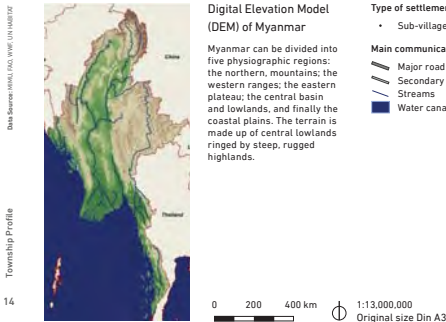 Data Source: MIMU, FAO, WWF, UN HABITAT
Township Profile
14
China
Thailand
Digital Elevation Model
(DEM) of Myanmar
Myanmar can be divided into
five physiographic regions:
the northern, mountains; the
western ranges; the eastern
plateau; the central basin
and lowlands, and finally the
coastal plains. The terrain is
made up of central lowlands
ringed by steep, rugged
highlands.
0 200 400 km
1:13,000,000
Original size Din A3
Type of settlemen
• Sub-village
Main communica
Major road
Secondary
Streams
Water cana